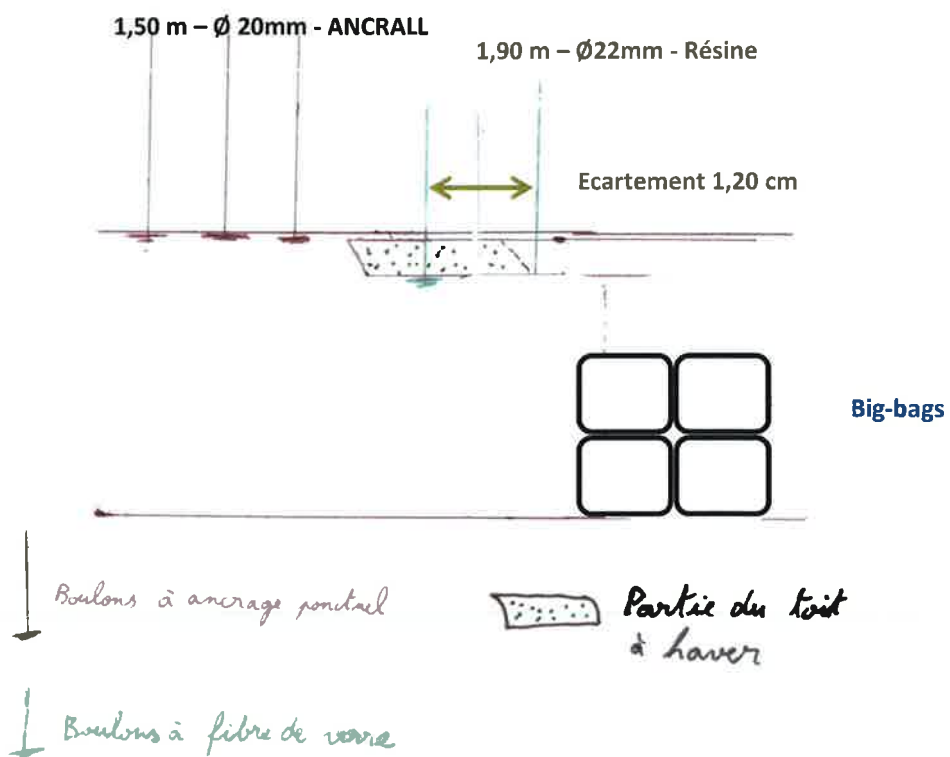 1,50 m – Ø 20mm - ANCRALL
1,90 m – Ø22mm - Résine
Ecartement 1,20 cm
Big-bags
Boulons à ancrage ponctuel
Partie du toit
à haver
Boulons à fibre de verre